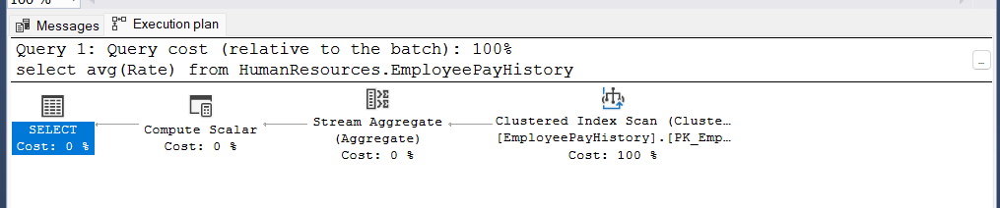 100 %
Messages Execution plan
Query 1: Query cost (relative to the batch): 100%
select avg(Rate) from HumanResources.EmployeePayHistory
SELECT
Cost: 0 %
Compute Scalar
Cost: 0 %
Stream Aggregate
(Aggregate)
Cost: 0 %
Clustered Index Scan (Cluste…
[EmployeePayHistory].[PK_Emp…
Cost: 100 %